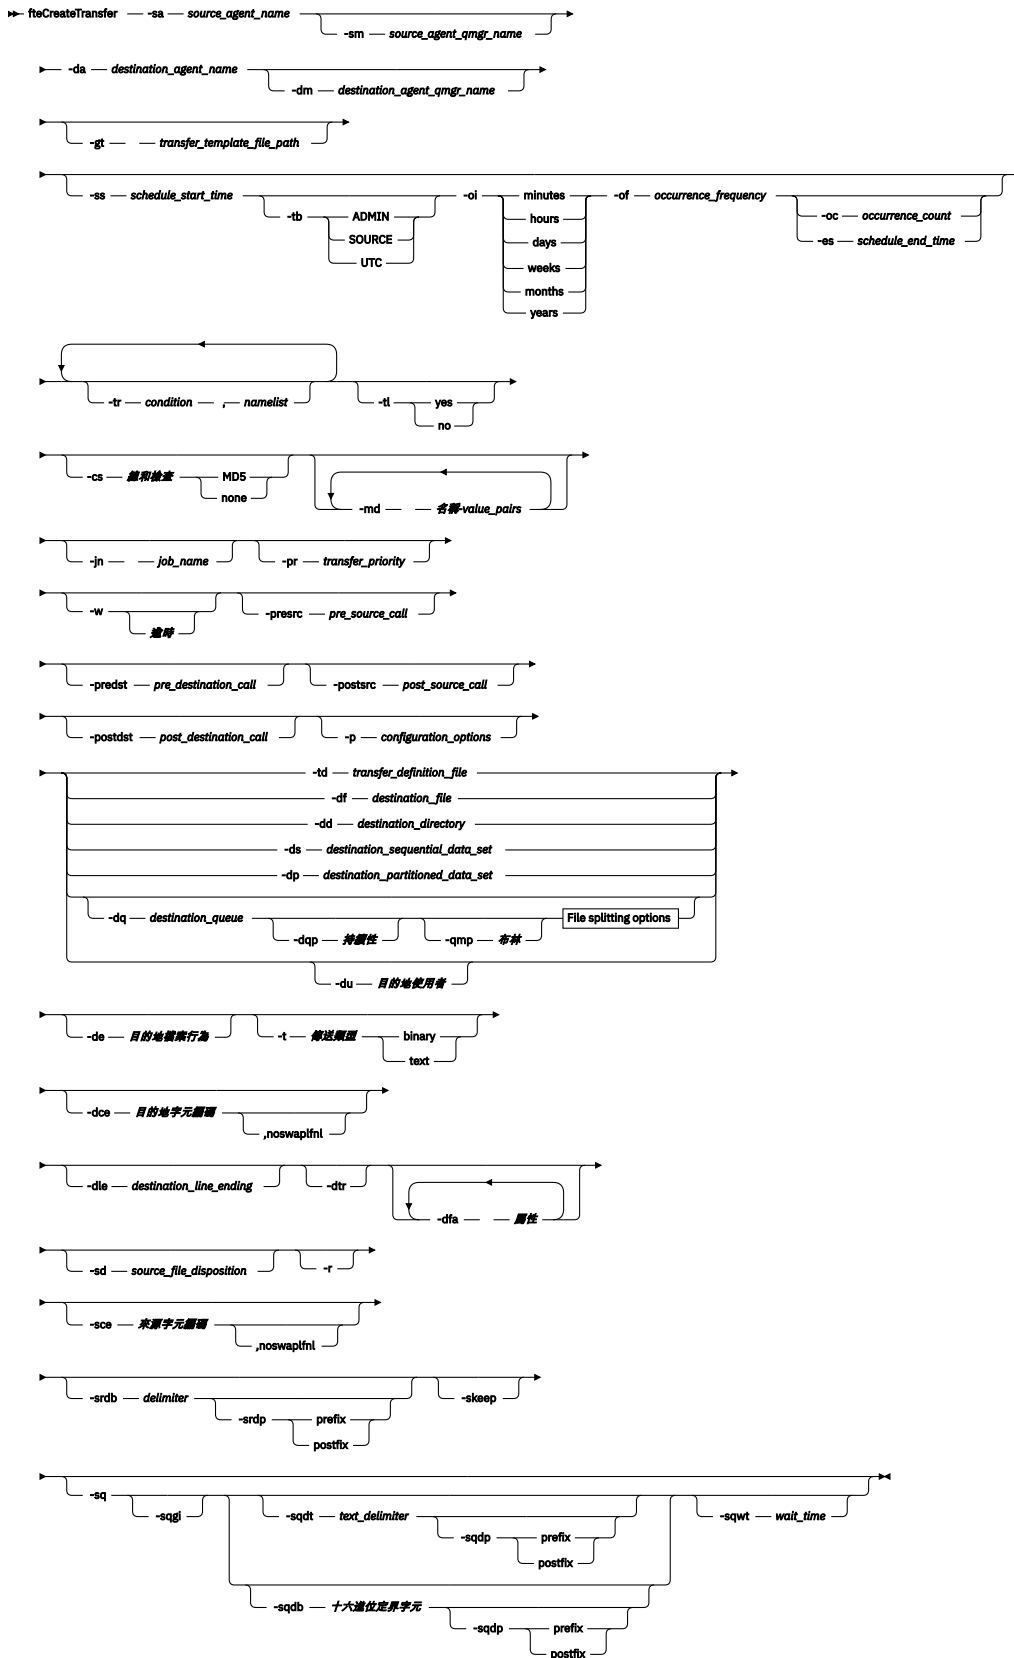 fteCreateTransfer -sa source_agent_name
-sm source_agent_qmgr_name
-da destination_agent_name
-dm destination_agent_qmgr_name
-gt transfer_template_file_path
-ss schedule_start_time -oi minutes -of occurrence_frequency
-tb ADMIN hours -oc occurrence_count
SOURCE days -es schedule_end_time
UTC weeks
months
years
-tr condition , namelist -tl yes
no
-cs 總和檢查 MD5
none
-md 名稱-value_pairs
-jn job_name -pr transfer_priority
-w -presrc pre_source_call
逾時
-predst pre_destination_call -postsrc post_source_call
-postdst post_destination_call -p configuration_options
-td transfer_definition_file
-df destination_file
-dd destination_directory
-ds destination_sequential_data_set
-dp destination_partitioned_data_set
-dq destination_queue File splitting options
-dqp 持續性 -qmp 布林
-du 目的地使用者
-de 目的地檔案行為 -t 傳送類型 binary
text
-dce 目的地字元編碼
,noswaplfnl
-dle destination_line_ending -dtr
-dfa 屬性
-sd source_file_disposition -r
-sce 來源字元編碼
,noswaplfnl
-srdb delimiter -skeep
-srdp prefix
postfix
-sq
-sqgi -sqdt text_delimiter -sqwt wait_time
-sqdp prefix
postfix
-sqdb 十六進位定界字元
-sqdp prefix
postfix